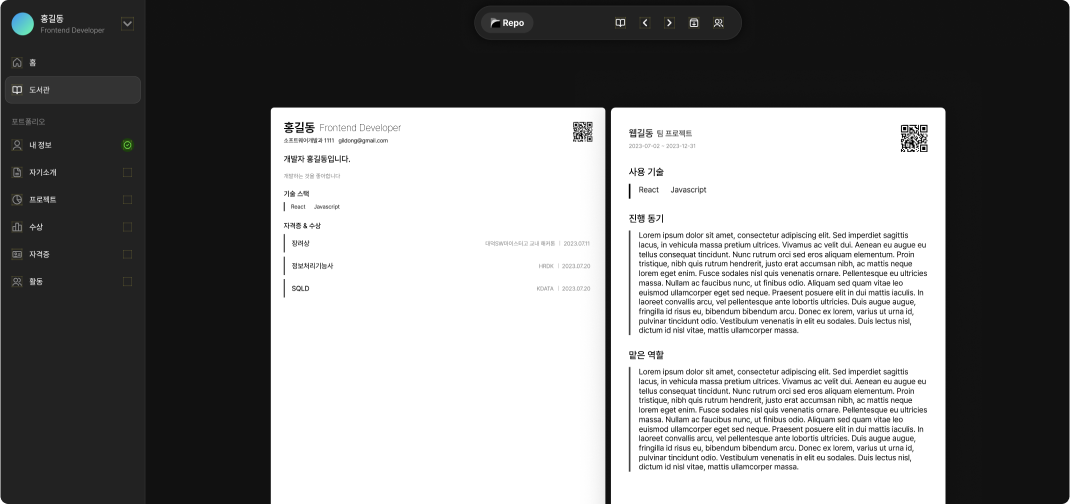 홍길동
Frontend Developer
홈
도서관
포트폴리오
내 정보
자기소개
프로젝트
수상
자격증
활동
Repo
홍길동 Frontend Developer
소프트웨어개발과 1111 gildong@gmail.com
개발자 홍길동입니다.
개발하는 것을 좋아합니다
기술 스택
React Javascript
자격증 & 수상
장려상 대덕SW마이스터고 교내 해커톤 | 2023.07.11
정보처리기능사 HRDK | 2023.07.20
SQLD KDATA | 2023.07.20
웹길동 팀 프로젝트
2023-07-02 ~ 2023-12-31
사용 기술
React Javascript
진행 동기
Lorem ipsum dolor sit amet, consectetur adipiscing elit. Sed imperdiet sagittis
lacus, in vehicula massa pretium ultrices. Vivamus ac velit dui. Aenean eu augue eu
tellus consequat tincidunt. Nunc rutrum orci sed eros aliquam elementum. Proin
tristique, nibh quis rutrum hendrerit, justo erat accumsan nibh, ac mattis neque
lorem eget enim. Fusce sodales nisl quis venenatis ornare. Pellentesque eu ultricies
massa. Nullam ac faucibus nunc, ut finibus odio. Aliquam sed quam vitae leo
euismod ullamcorper eget sed neque. Praesent posuere elit in dui mattis iaculis. In
laoreet convallis arcu, vel pellentesque ante lobortis ultricies. Duis augue augue,
fringilla id risus eu, bibendum bibendum arcu. Donec ex lorem, varius ut urna id,
pulvinar tincidunt odio. Vestibulum venenatis in elit eu sodales. Duis lectus nisl,
dictum id nisl vitae, mattis ullamcorper massa.
맡은 역할
Lorem ipsum dolor sit amet, consectetur adipiscing elit. Sed imperdiet sagittis
lacus, in vehicula massa pretium ultrices. Vivamus ac velit dui. Aenean eu augue eu
tellus consequat tincidunt. Nunc rutrum orci sed eros aliquam elementum. Proin
tristique, nibh quis rutrum hendrerit, justo erat accumsan nibh, ac mattis neque
lorem eget enim. Fusce sodales nisl quis venenatis ornare. Pellentesque eu ultricies
massa. Nullam ac faucibus nunc, ut finibus odio. Aliquam sed quam vitae leo
euismod ullamcorper eget sed neque. Praesent posuere elit in dui mattis iaculis. In
laoreet convallis arcu, vel pellentesque ante lobortis ultricies. Duis augue augue,
fringilla id risus eu, bibendum bibendum arcu. Donec ex lorem, varius ut urna id,
pulvinar tincidunt odio. Vestibulum venenatis in elit eu sodales. Duis lectus nisl,
dictum id nisl vitae, mattis ullamcorper massa.